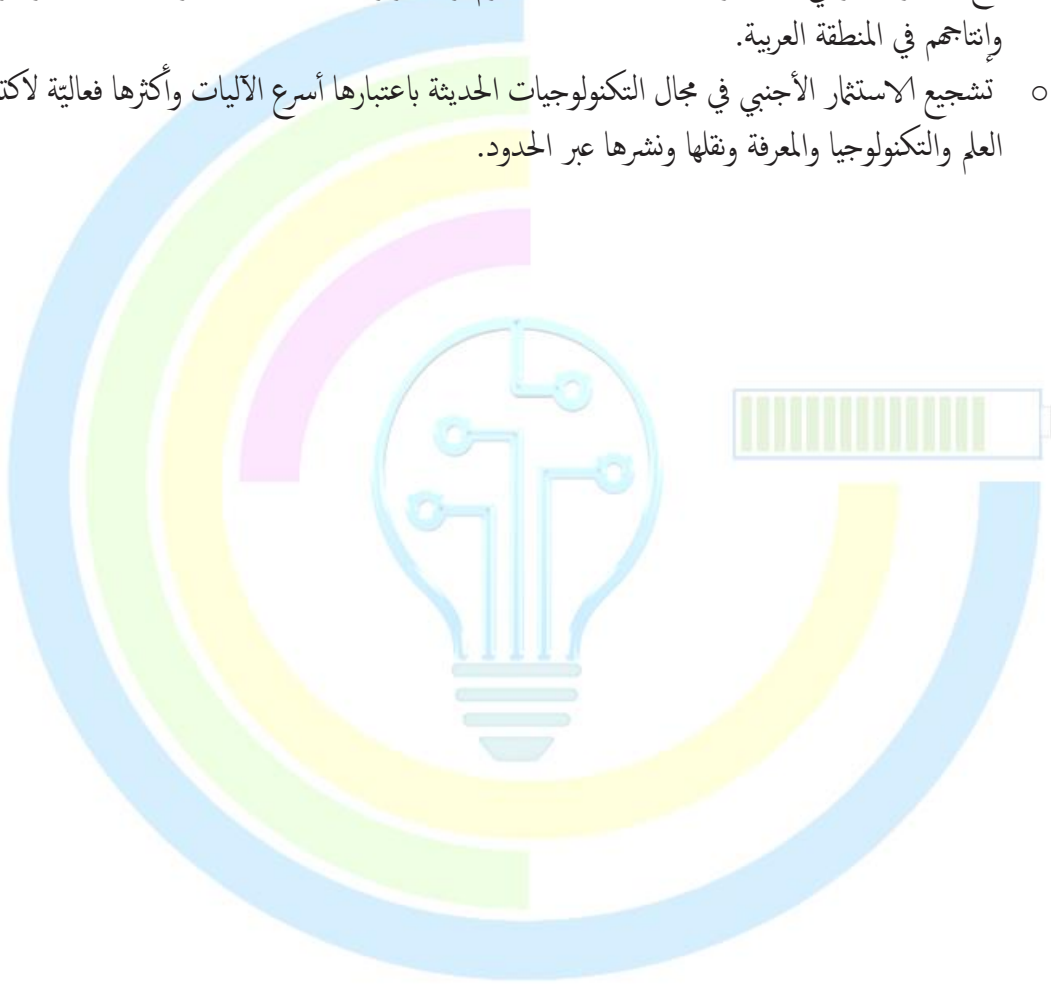 وإنتاجهم في المنطقة العربية.
○ تشجيع الاستثمار الأجنبي في مجال التكنولوجيات الحديثة باعتبارها أسرع الآليات وأكثرها فعاليّة
العلم والتكنولوجيا والمعرفة ونقلها ونشرها عبر الحدود.